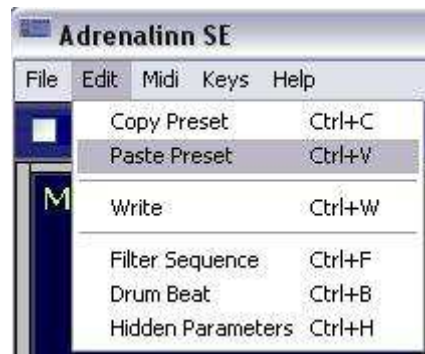 Adrenalinn SE
File Edit Midi Keys Help
Copy Preset Ctrl+C
Paste Preset Ctrl+V
M
Write Ctrl+W
Filter Sequence Ctrl+F
Drum Beat Ctrl+B
Hidden Parameters Ctrl+H